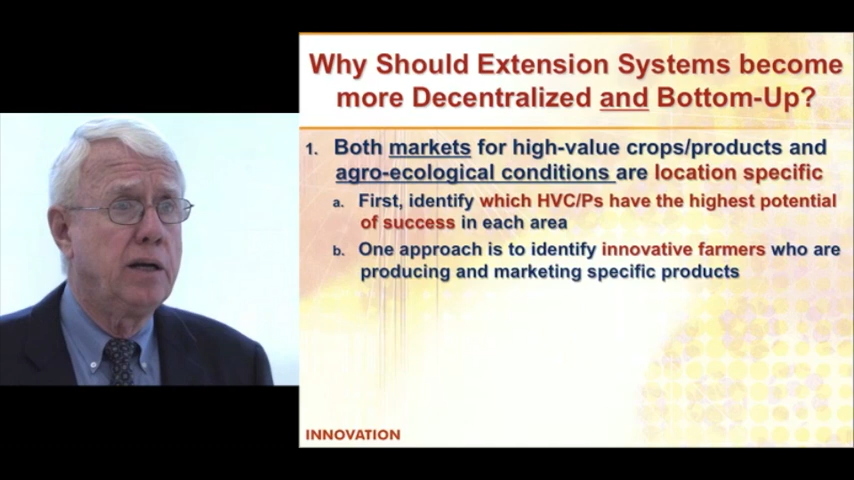 Why Should Extension Systems become
more Decentralized and Bottom-Up?
1. Both markets for high-value crops/products and
agro-ecological conditions are location specific
a. First, identify which HVC/Ps have the highest potential
of success in each area
b. One approach is to identify innovative farmers who are
producing and marketing specific products
INNOVATION